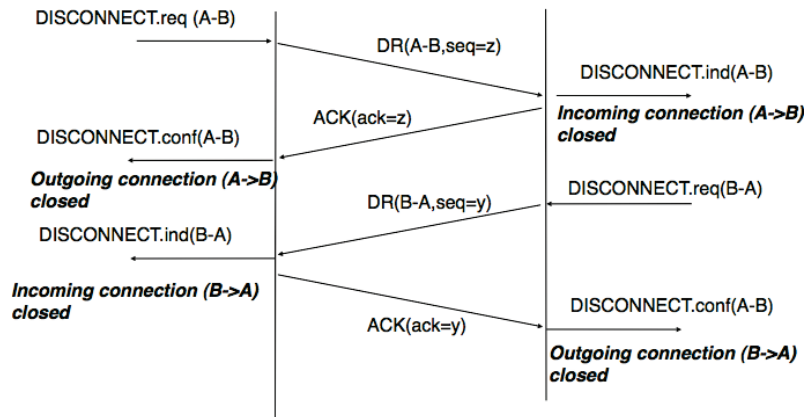 DISCONNECT.req (A-B)
DR(A-B,seq=z)
DISCONNECT.ind(A-B)
Incoming connection (A->B)
closed
ACK(ack=z)
DISCONNECT.conf(A-B)
Outgoing connection (A->B)
closed
DISCONNECT.req(B-A)
DR(B-A,seq=y)
DISCONNECT.ind(B-A)
Incoming connection (B->A)
closed
ACK(ack=y)
DISCONNECT.conf(A-B)
Outgoing connection (B->A)
closed